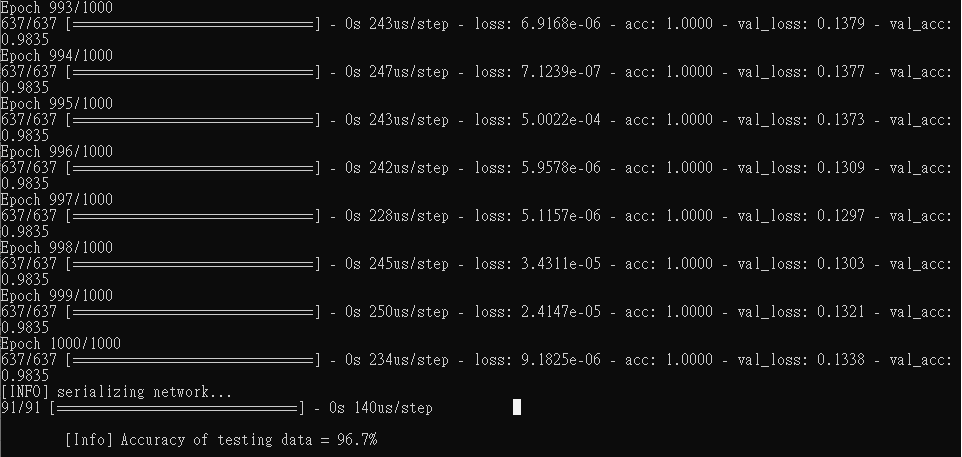 Epoch 993/1000
637/637 [==============================] - 0s 243us/step - loss: 6.9168e-06 - acc: 1.0000 - val_loss: 0.1379 - val_acc:
0.9835
Epoch 994/1000
637/637 [==============================] - 0s 247us/step - loss: 7.1239e-07 - acc: 1.0000 - val_loss: 0.1377 - val_acc:
0.9835
Epoch 995/1000
637/637 [==============================] - 0s 243us/step - loss: 5.0022e-04 - acc: 1.0000 - val_loss: 0.1373 - val_acc:
0.9835
Epoch 996/1000
637/637 [==============================] - 0s 242us/step - loss: 5.9578e-06 - acc: 1.0000 - val_loss: 0.1309 - val_acc:
0.9835
Epoch 997/1000
637/637 [==============================] - 0s 228us/step - loss: 5.1157e-06 - acc: 1.0000 - val_loss: 0.1297 - val_acc:
0.9835
Epoch 998/1000
637/637 [==============================] - 0s 245us/step - loss: 3.4311e-05 - acc: 1.0000 - val_loss: 0.1303 - val_acc:
0.9835
Epoch 999/1000
637/637 [==============================] - 0s 250us/step - loss: 2.4147e-05 - acc: 1.0000 - val_loss: 0.1321 - val_acc:
0.9835
Epoch 1000/1000
637/637 [==============================] - 0s 234us/step - loss: 9.1825e-06 - acc: 1.0000 - val_loss: 0.1338 - val_acc:
0.9835
[INFO] serializing network...
91/91 [==============================] - 0s 140us/step
[Info] Accuracy of testing data = 96.7%